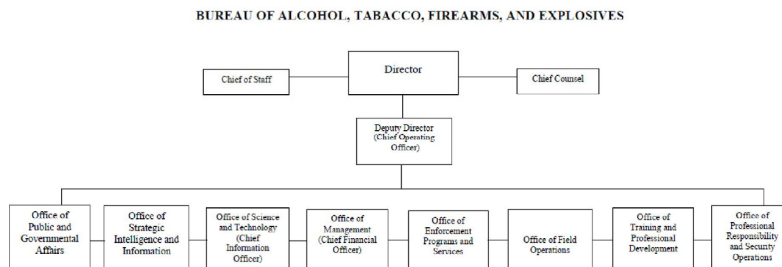 BUREAU OF ALCOHOL, TABACCO, FIREARMS, AND EXPLOSIVES
Director
Chief of Staff
Chief Counsel
Deputy Director
(Chief Operating
Officer)
Office of
Public and
Governmental
Affairs
Office of
Strategic
Intelligence and
Information
Office of Science
and Technology
(Chief
Information
Officer)
Office of
Management
(Chief Financial
Officer)
Office of
Enforcement
Programs and
Services
Office of Field
Operations
Office of
Training and
Professional
Development
Office of
Professional
Responsibility
and Security
Operations